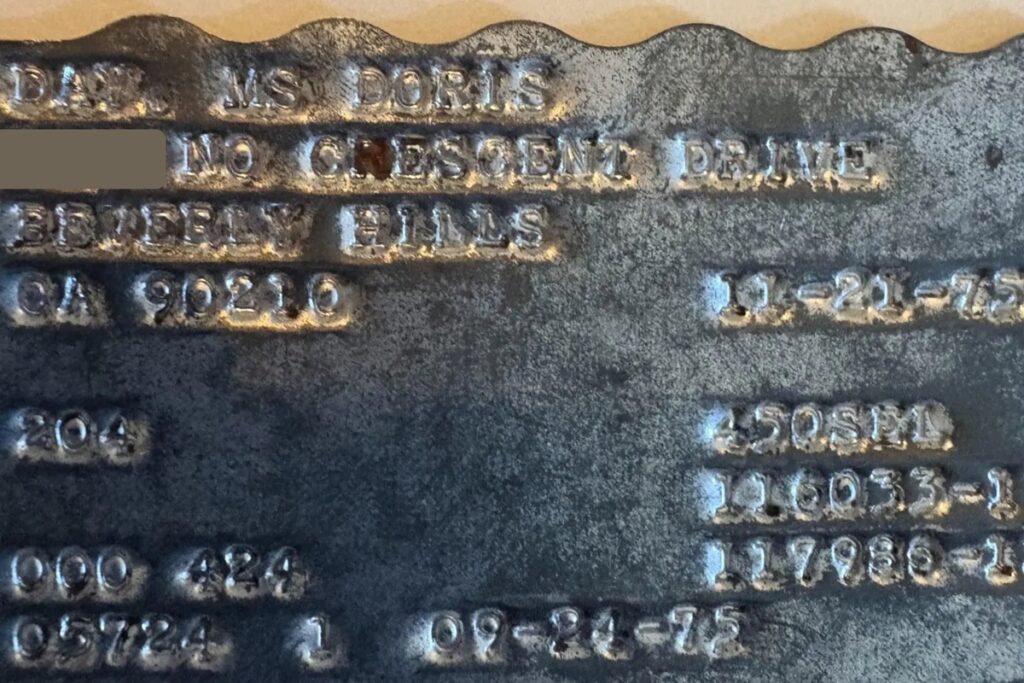 DAY, MS DORIS
NO CRESCENT DRIVE
BEVERLY HILLS
CA 90210 11-21-75
204 450SEL
116033-1
000 424 117986-1
05724 1 09-24-75